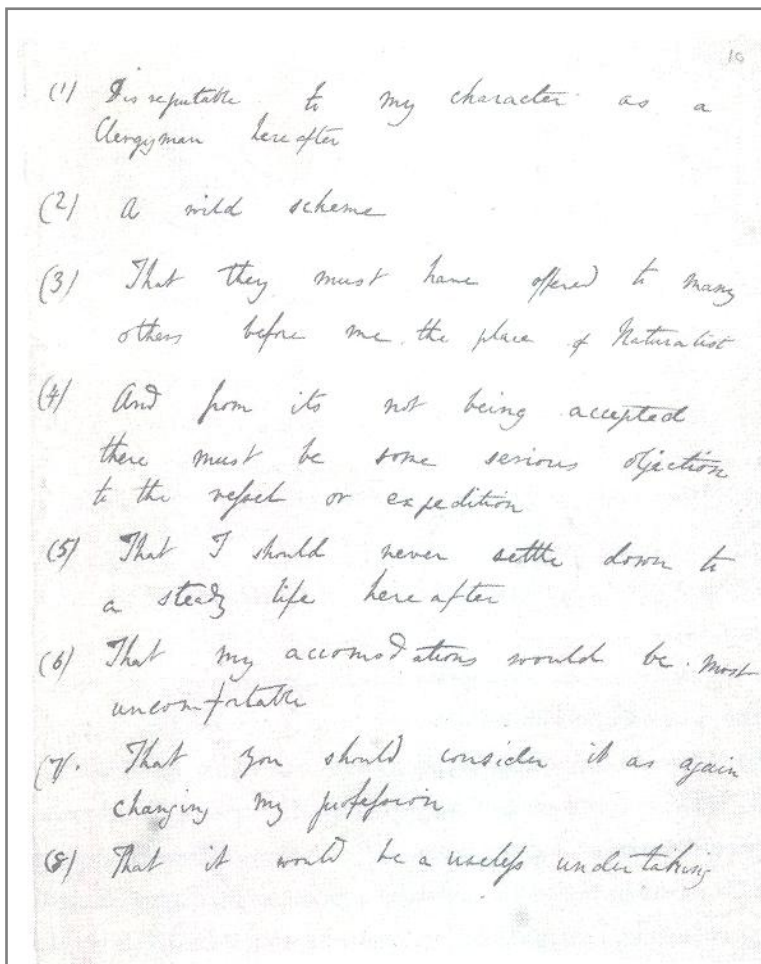 10
(1) Disreputable to my character as a
Clergyman hereafter
(2) A wild scheme
(3) That they must have offered to many
others before me, the place of Naturalist
(4) And from its not being accepted
there must be some serious objection
to the vessel or expedition
(5) That I should never settle down to
a steady life hereafter
(6) That my accomodations would be most
uncomfortable
(7. That you should consider it as again
changing my profession
(8) That it would be a useless undertaking